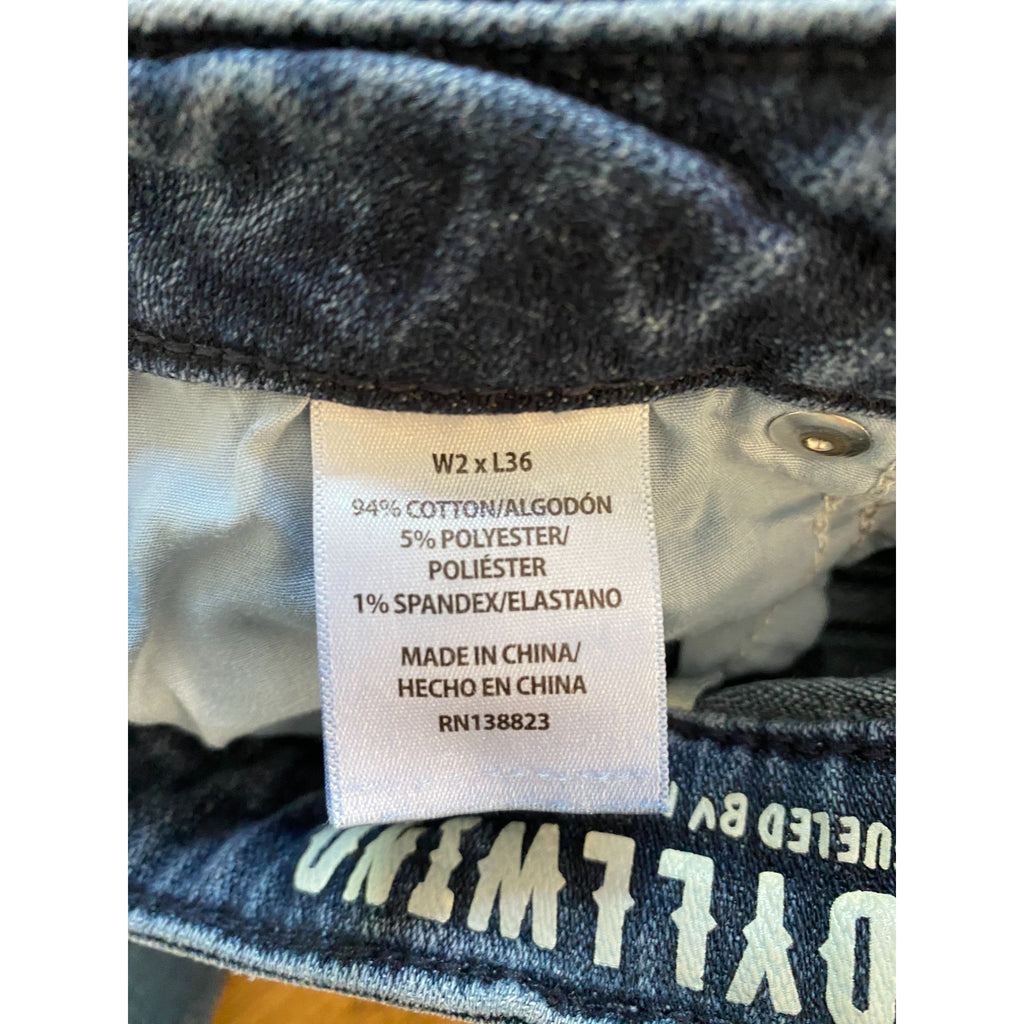 W2 x L36
94% COTTON/ALGODÓN
5% POLYESTER/
POLIÉSTER
1% SPANDEX/ELASTANO
MADE IN CHINA/
HECHO EN CHINA
RN138823